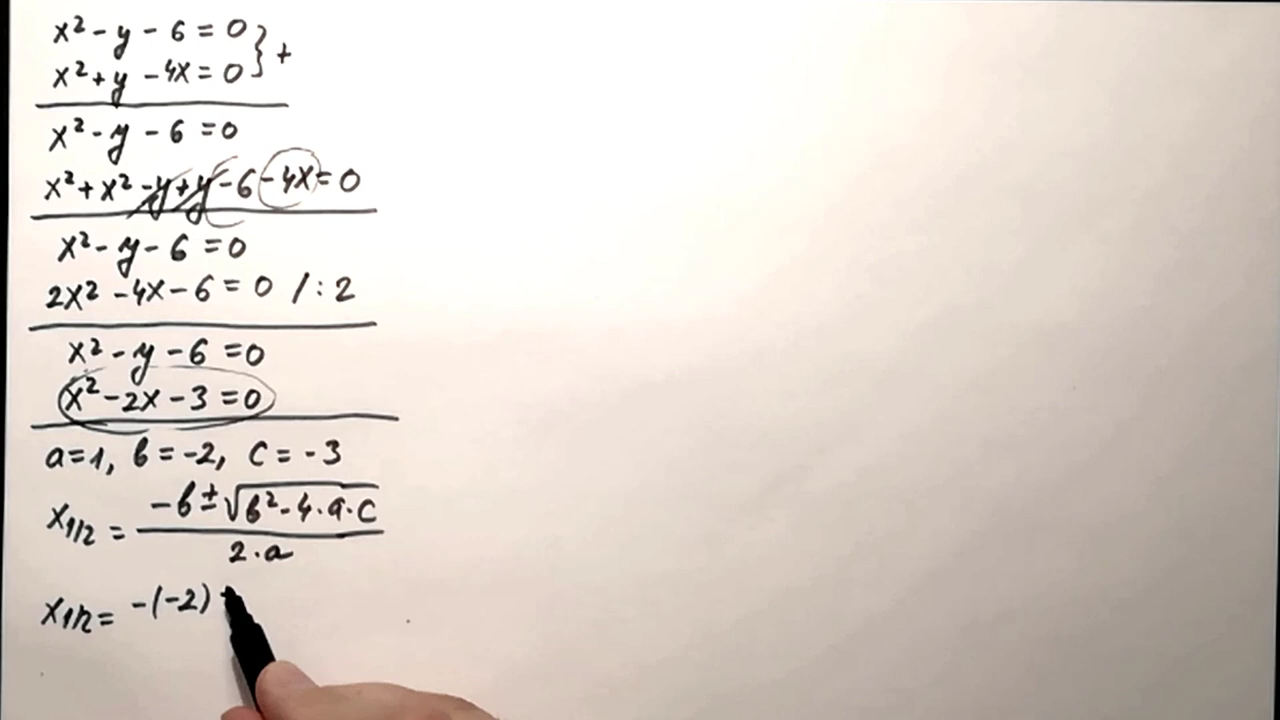 x² - y - 6 = 0
x² + y - 4x = 0 } +
x² - y - 6 = 0
x² + x² - y + y - 6 - 4x = 0
x² - y - 6 = 0
2x² - 4x - 6 = 0 / : 2
x² - y - 6 = 0
x² - 2x - 3 = 0
a = 1, b = -2, c = -3
x1/2 = (-b ± √(b² - 4·a·c)) / (2·a)
x1/2 = -(-2)